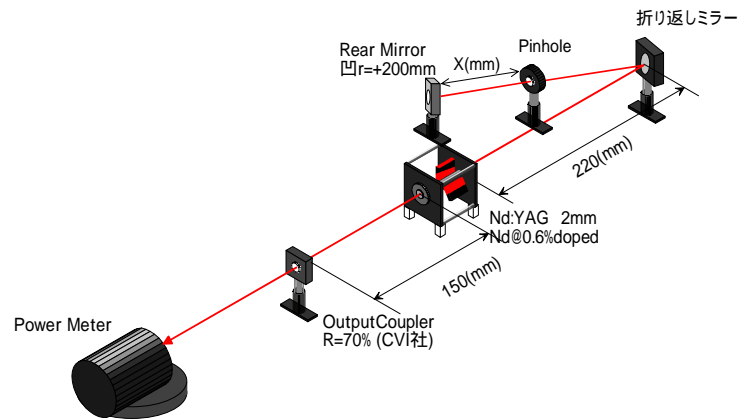 折り返しミラー
Rear Mirror
凹r=+200mm
X(mm)
Pinhole
220(mm)
Nd:YAG 2mm
Nd@0.6%doped
150(mm)
OutputCoupler
R=70% (CVI社)
Power Meter